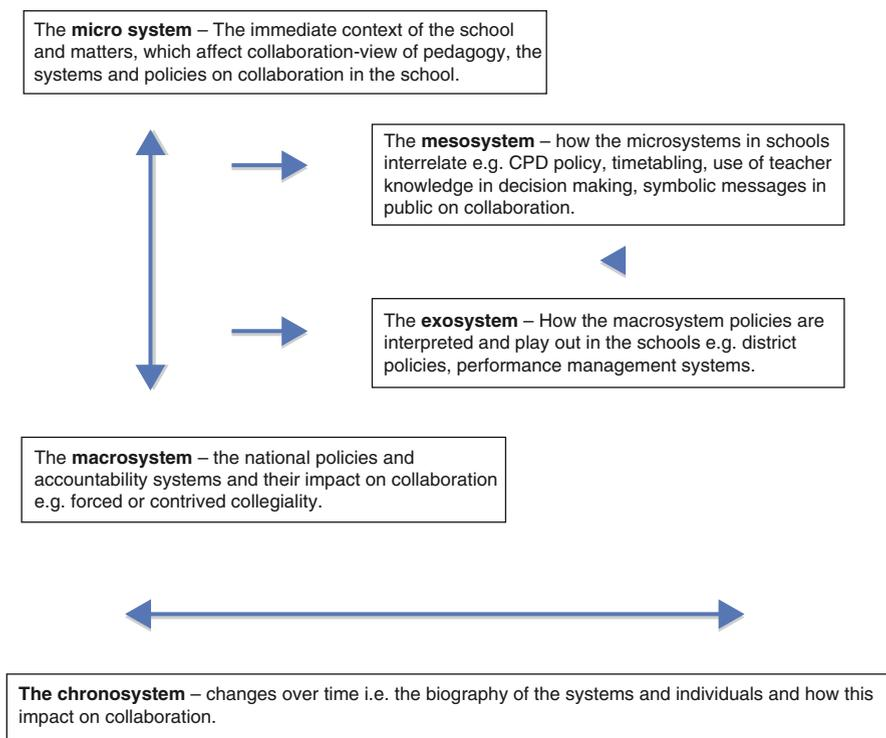 The micro system – The immediate context of the school
and matters, which affect collaboration-view of pedagogy, the
systems and policies on collaboration in the school.
The mesosystem – how the microsystems in schools
interrelate e.g. CPD policy, timetabling, use of teacher
knowledge in decision making, symbolic messages in
public on collaboration.
The exosystem – How the macrosystem policies are
interpreted and play out in the schools e.g. district
policies, performance management systems.
The macrosystem – the national policies and
accountability systems and their impact on collaboration
e.g. forced or contrived collegiality.
The chronosystem – changes over time i.e. the biography of the systems and individuals and how this
impact on collaboration.